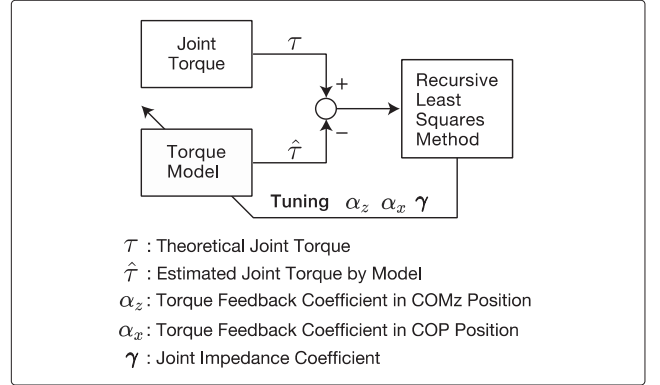 Joint
Torque
τ
+
Recursive
Least
Squares
Method
−
Torque
Model
τ̂
Tuning α_z α_x γ
τ : Theoretical Joint Torque
τ̂ : Estimated Joint Torque by Model
α_z : Torque Feedback Coefficient in COMz Position
α_x : Torque Feedback Coefficient in COP Position
γ : Joint Impedance Coefficient